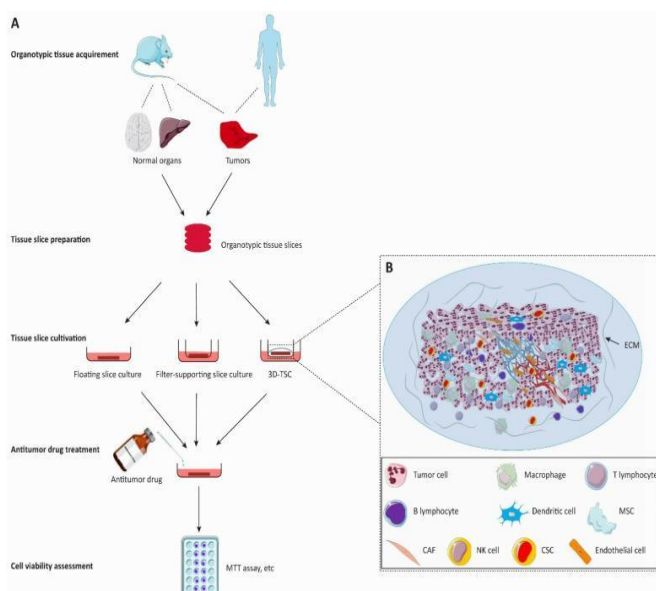 A
Organotypic tissue acquirement
Normal organs
Tumors
Tissue slice preparation
Organotypic tissue slices
B
ECM
Tissue slice cultivation
Floating slice culture
Filter-supporting slice culture
3D-TSC
Antitumor drug treatment
Antitumor drug
Tumor cell
Macrophage
T lymphocyte
B lymphocyte
Dendritic cell
MSC
CAF
NK cell
CSC
Endothelial cell
Cell viability assessment
MTT assay, etc